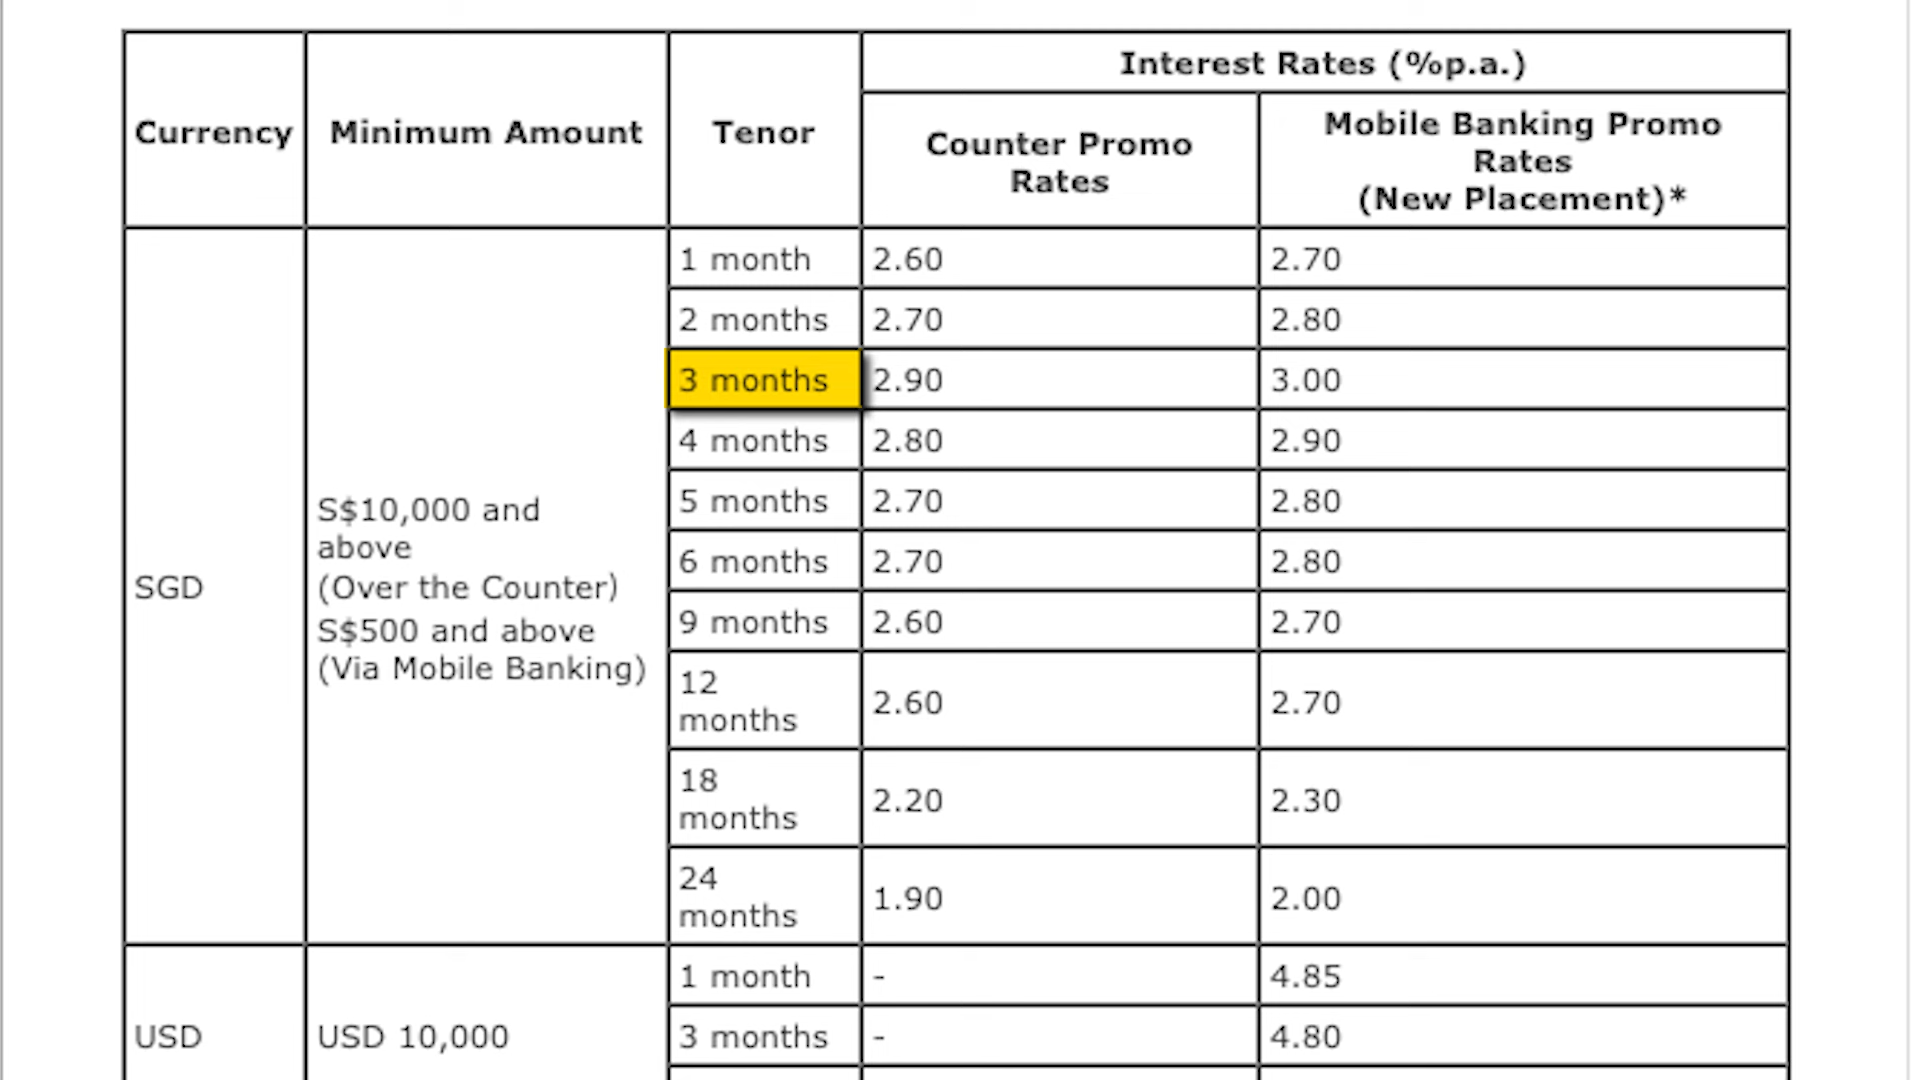 Currency
Minimum Amount
Tenor
Interest Rates (%p.a.)
Counter Promo
Rates
Mobile Banking Promo
Rates
(New Placement)*
SGD
S$10,000 and
above
(Over the Counter)
S$500 and above
(Via Mobile Banking)
1 month 2.60 2.70
2 months 2.70 2.80
3 months 2.90 3.00
4 months 2.80 2.90
5 months 2.70 2.80
6 months 2.70 2.80
9 months 2.60 2.70
12
months
2.60 2.70
18
months
2.20 2.30
24
months
1.90 2.00
USD
USD 10,000
1 month - 4.85
3 months - 4.80